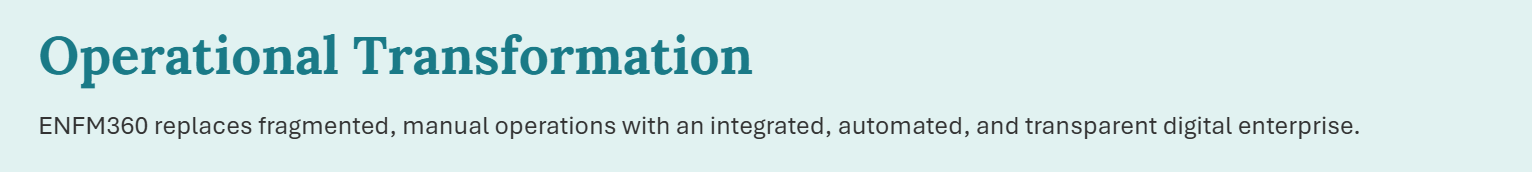 Operational Transformation
ENFM360 replaces fragmented, manual operations with an integrated, automated, and transparent digital enterprise.